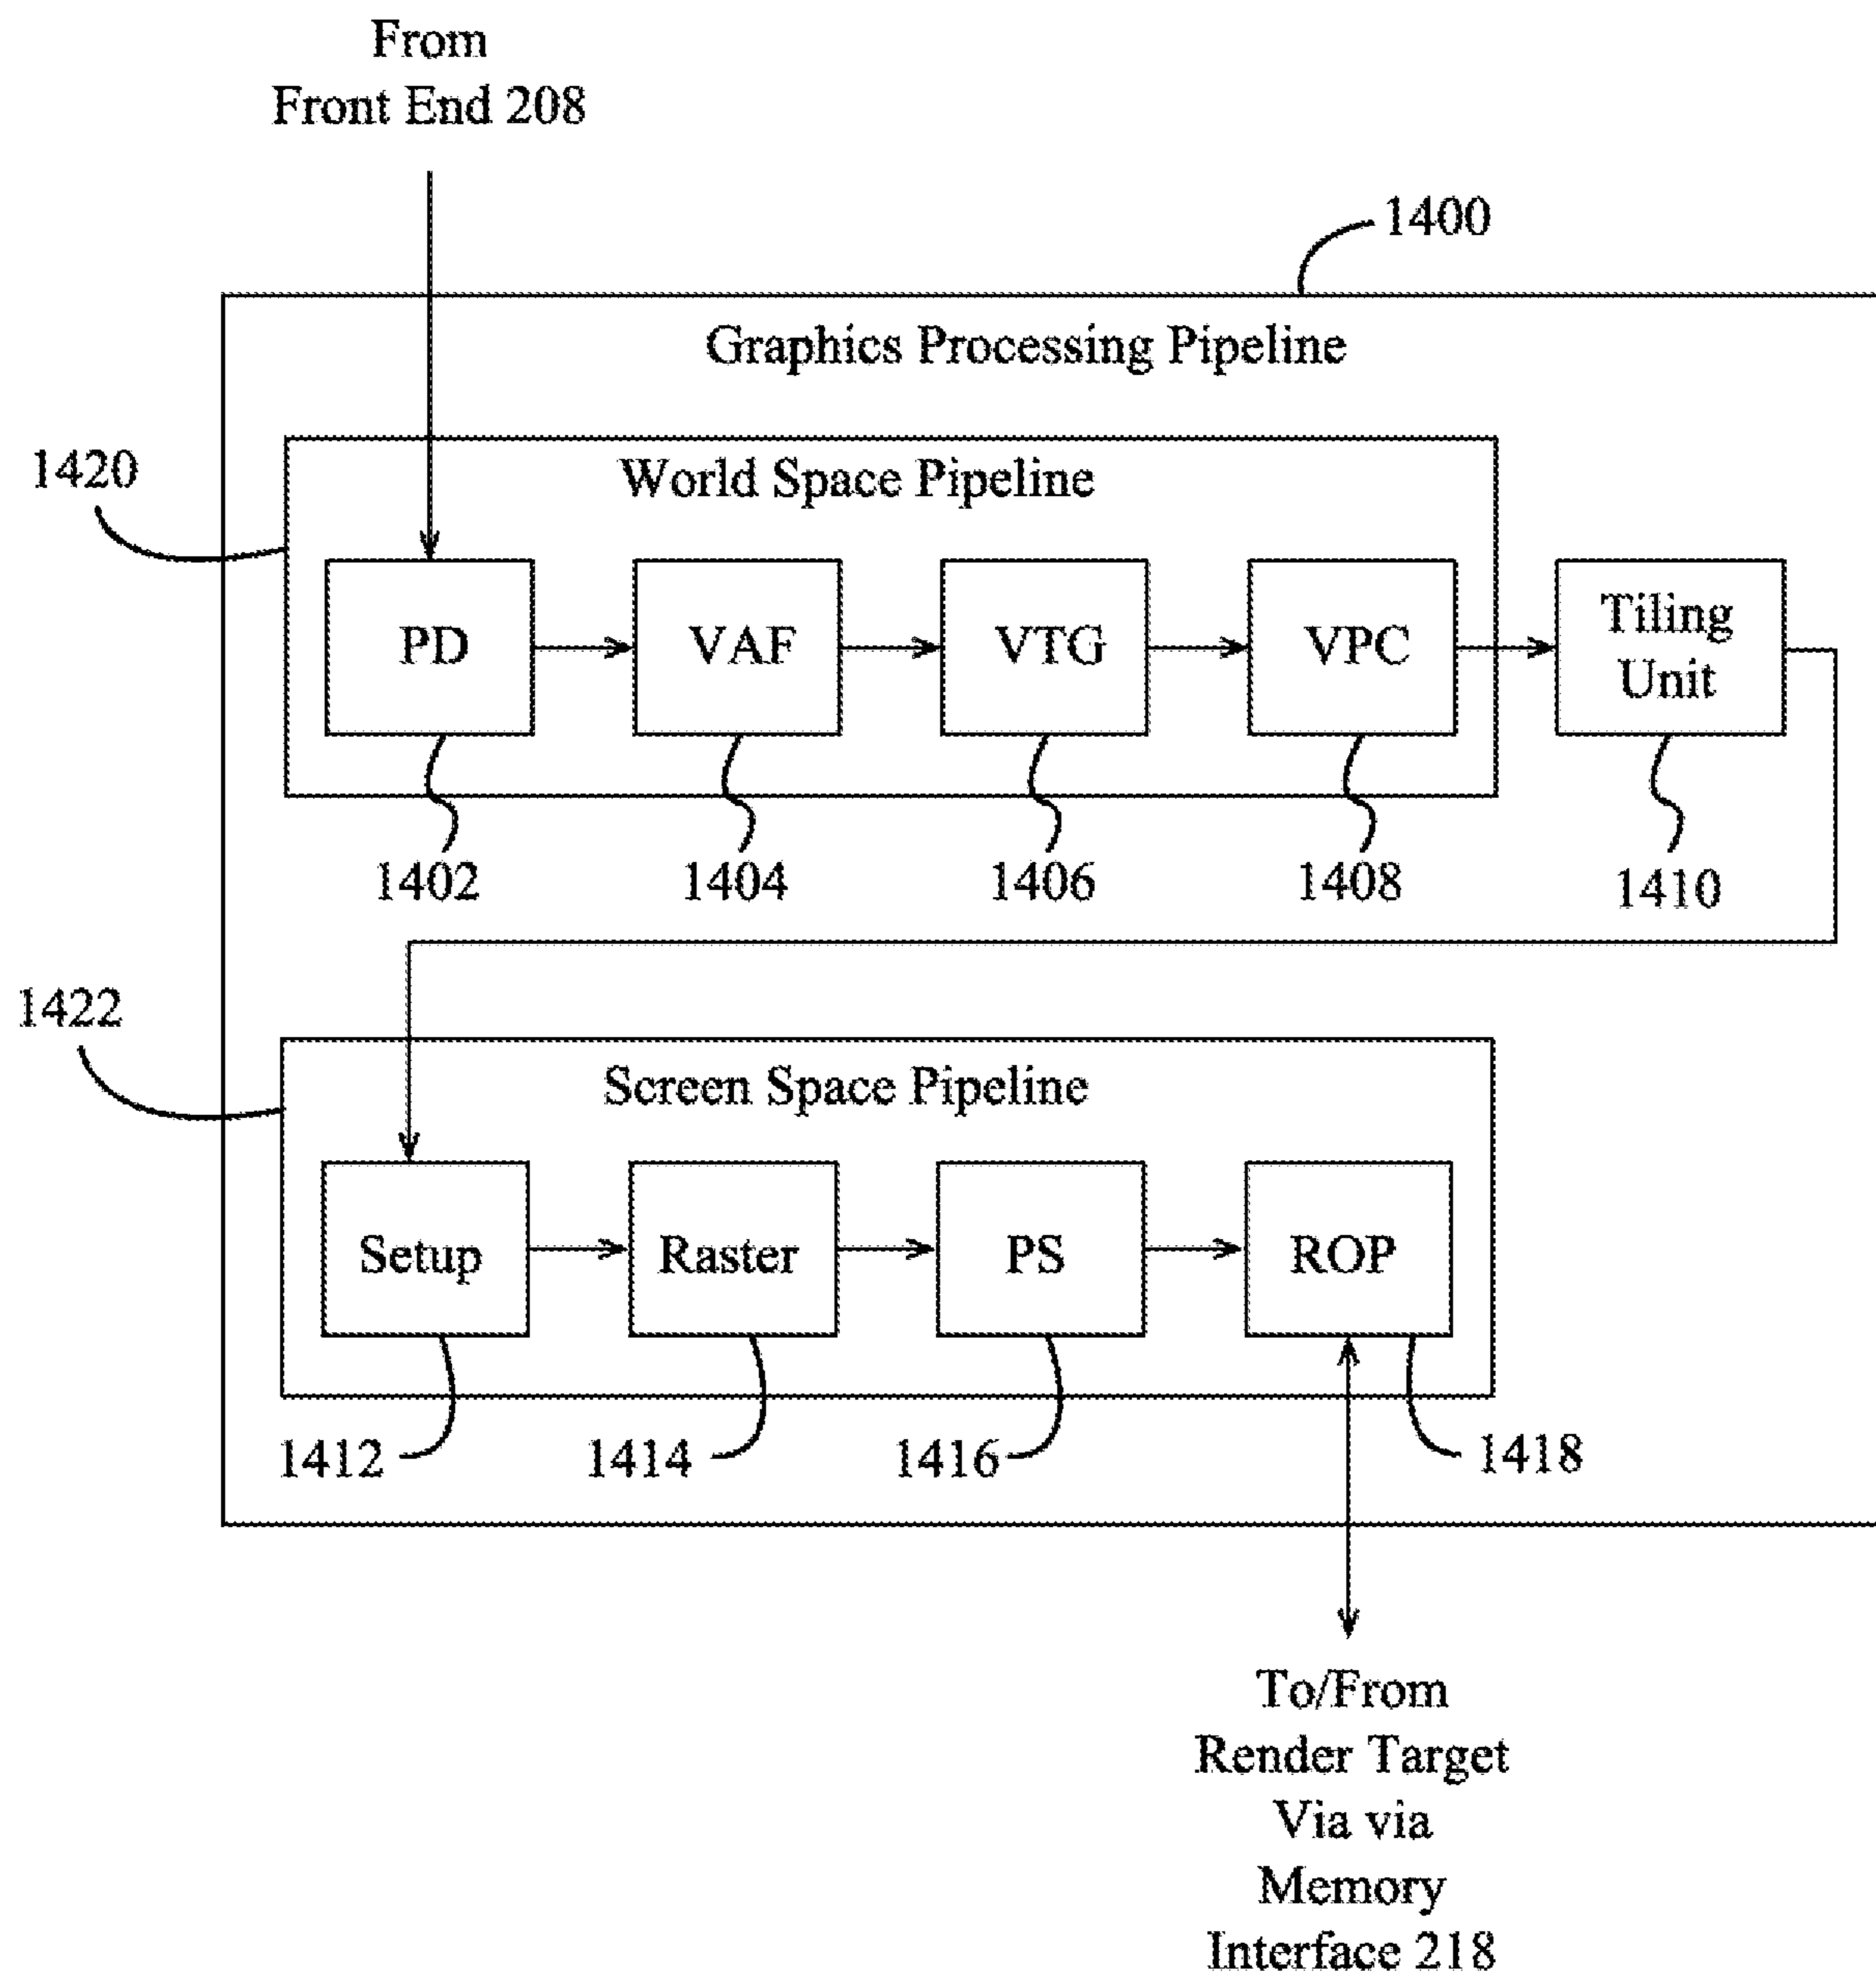 From
Front End 208
1400
Graphics Processing Pipeline
1420
World Space Pipeline
PD
VAF
VTG
VPC
Tiling
Unit
1402
1404
1406
1408
1410
1422
Screen Space Pipeline
Setup
Raster
PS
ROP
1412
1414
1416
1418
To/From
Render Target
Via via
Memory
Interface 218